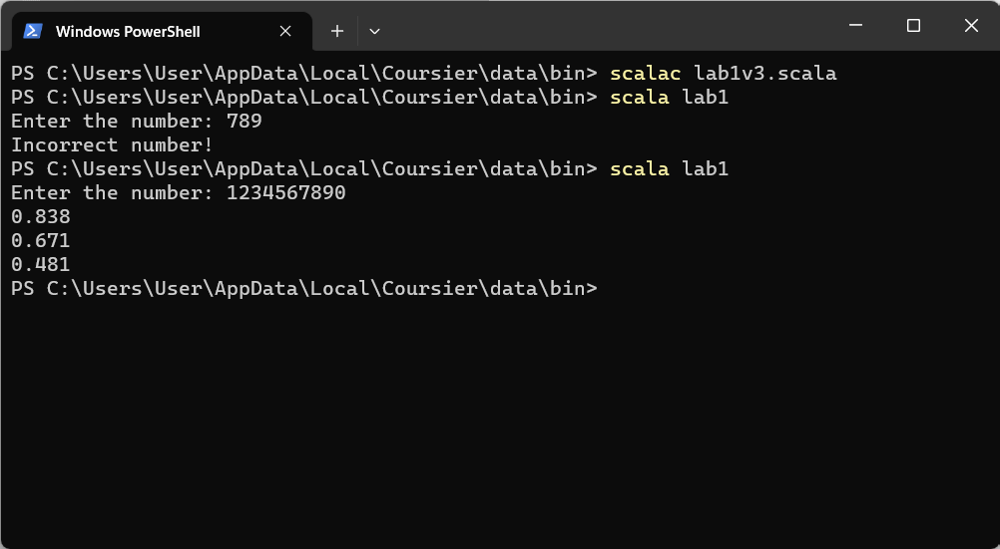 Windows PowerShell
PS C:\Users\User\AppData\Local\Coursier\data\bin> scalac lab1v3.scala
PS C:\Users\User\AppData\Local\Coursier\data\bin> scala lab1
Enter the number: 789
Incorrect number!
PS C:\Users\User\AppData\Local\Coursier\data\bin> scala lab1
Enter the number: 1234567890
0.838
0.671
0.481
PS C:\Users\User\AppData\Local\Coursier\data\bin>